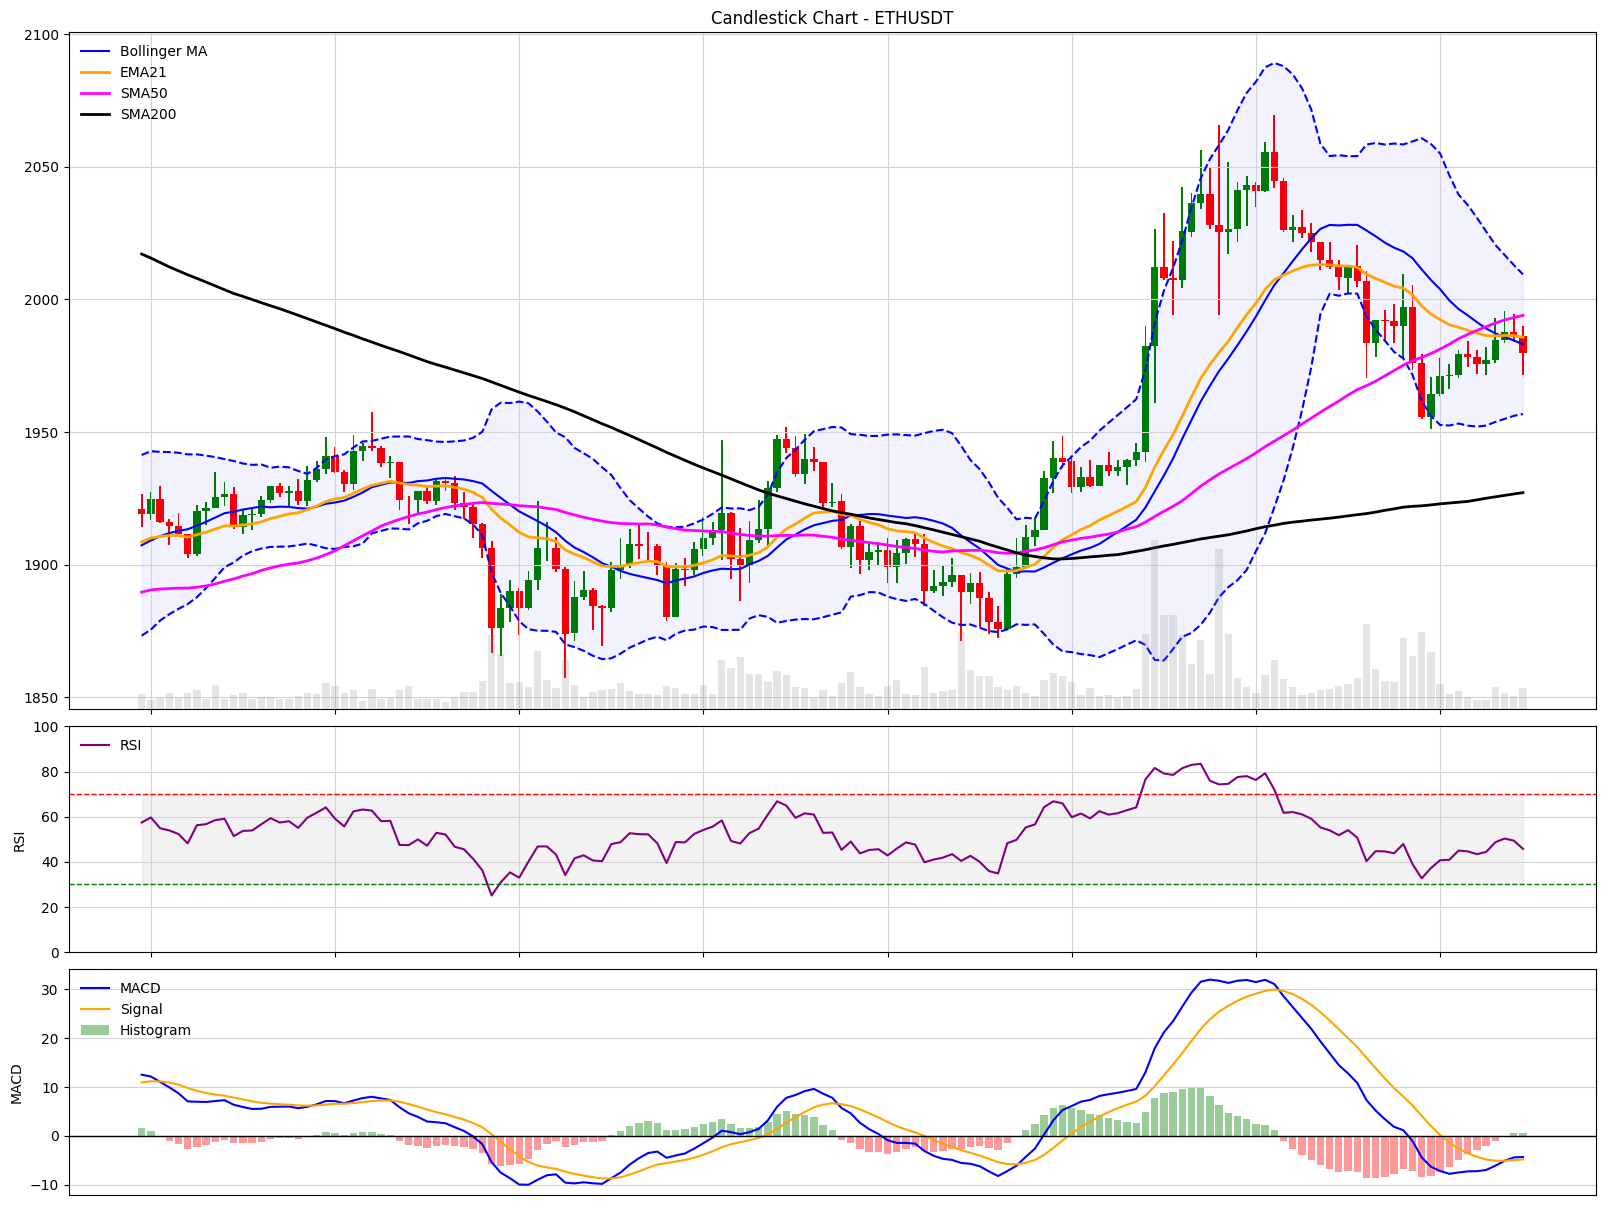 Candlestick Chart - ETHUSDT
2100
2050
2000
1950
1900
1850
Bollinger MA
EMA21
SMA50
SMA200
100
80
60
40
20
0
RSI
RSI
30
20
10
0
−10
MACD
MACD
Signal
Histogram